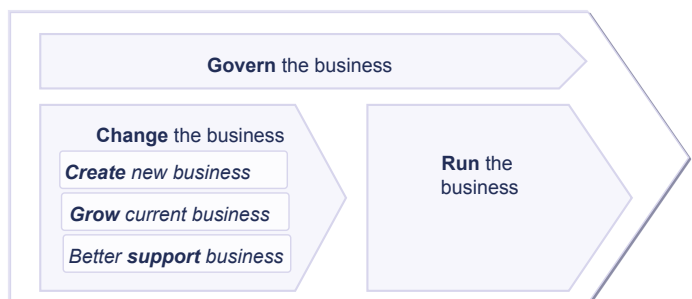 Govern the business
Change the business
Create new business
Grow current business
Better support business
Run the
business